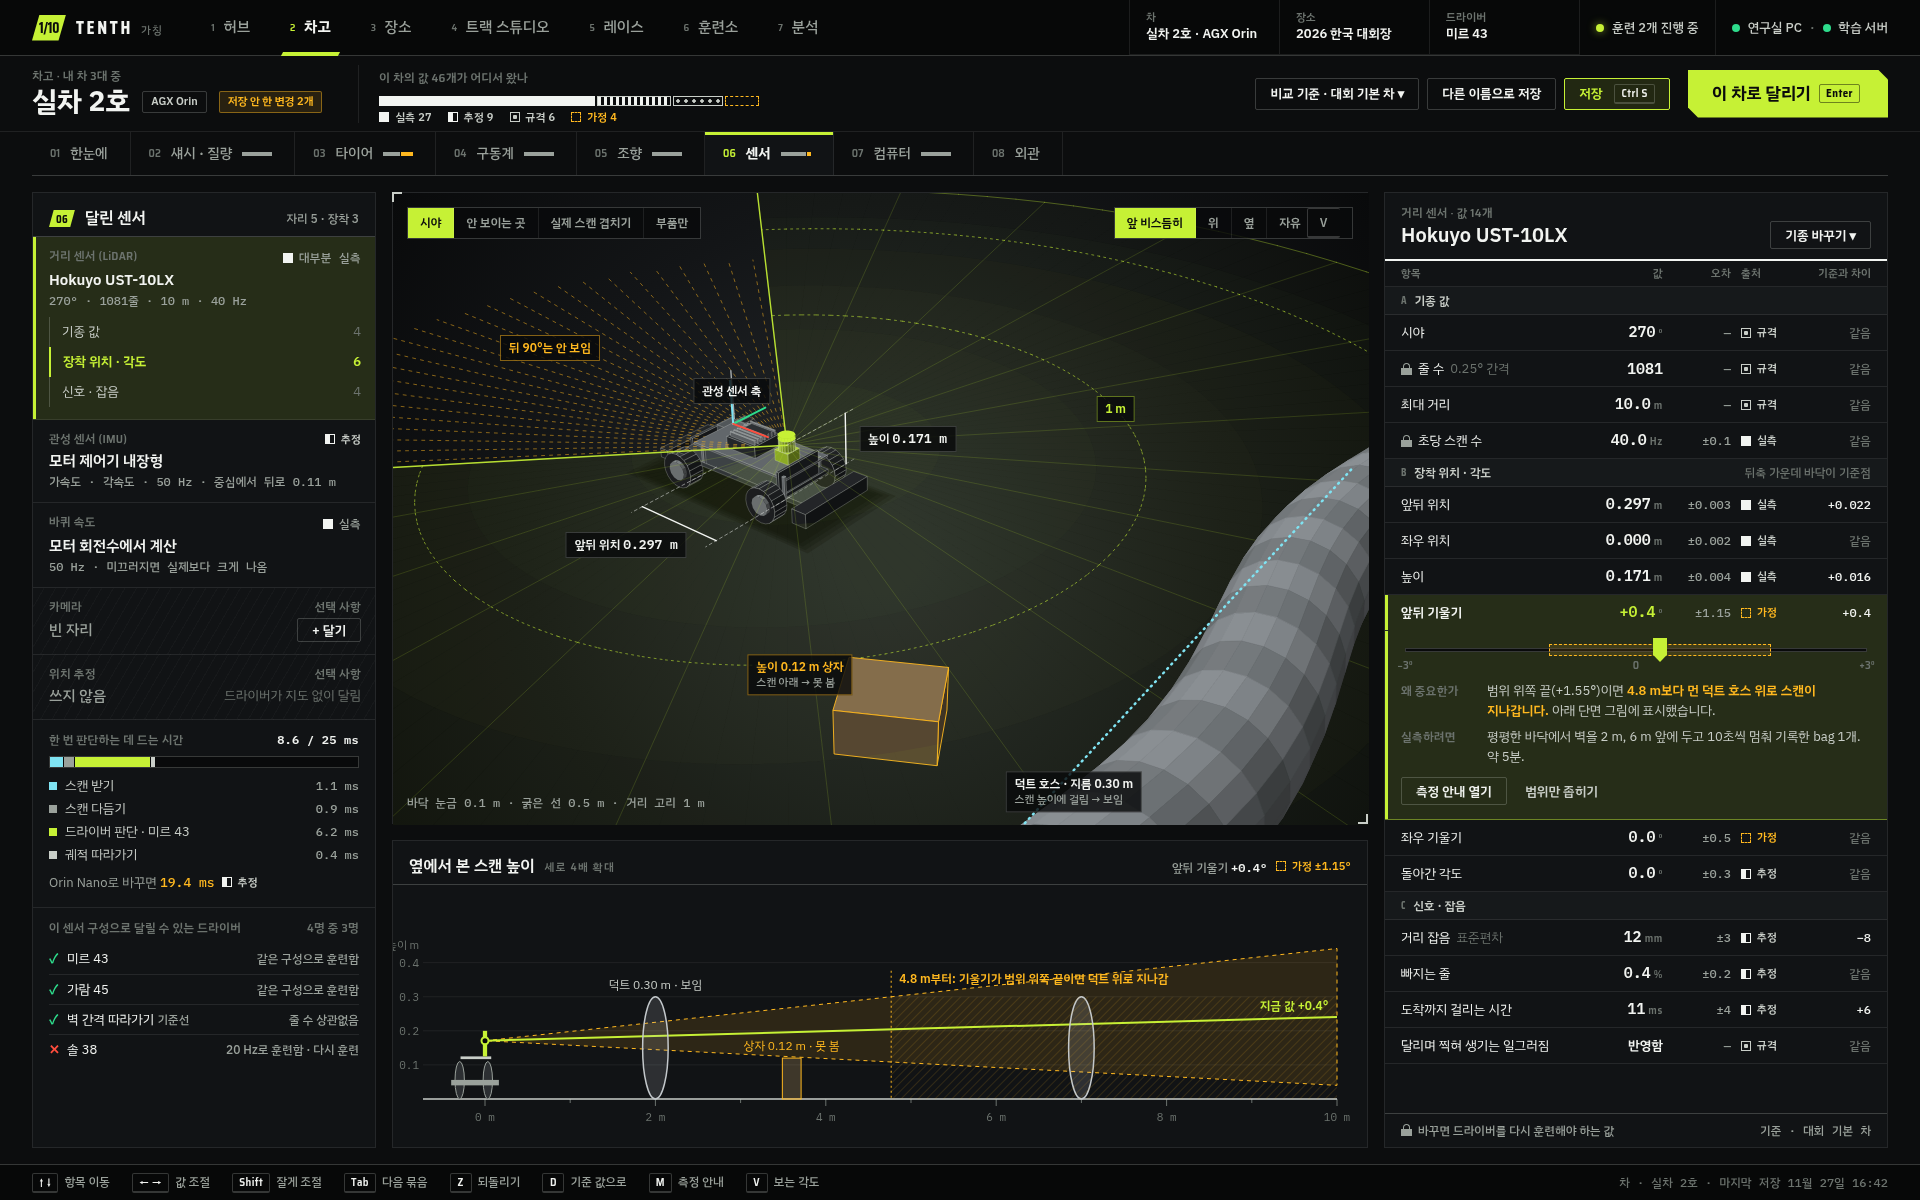 1/10 TENTH 가칭
1 허브
2 차고
3 장소
4 트랙 스튜디오
5 레이스
6 훈련소
7 분석
차
실차 2호 · AGX Orin
장소
2026 한국 대회장
드라이버
미르 43
훈련 2개 진행 중
연구실 PC · 학습 서버
차고 · 내 차 3대 중
실차 2호
AGX Orin
저장 안 한 변경 2개
이 차의 값 46개가 어디서 왔나
실측 27 추정 9 규격 6 가정 4
비교 기준 · 대회 기본 차 ▾
다른 이름으로 저장
저장 Ctrl S
이 차로 달리기 Enter
01 한눈에
02 섀시 · 질량
03 타이어
04 구동계
05 조향
06 센서
07 컴퓨터
08 외관
06 달린 센서
자리 5 · 장착 3
거리 센서 (LiDAR)
대부분 실측
Hokuyo UST-10LX
270° · 1081줄 · 10 m · 40 Hz
기종 값 4
장착 위치 · 각도 6
신호 · 잡음 4
관성 센서 (IMU)
추정
모터 제어기 내장형
가속도 · 각속도 · 50 Hz · 중심에서 뒤로 0.11 m
바퀴 속도
실측
모터 회전수에서 계산
50 Hz · 미끄러지면 실제보다 크게 나옴
카메라
선택 사항
빈 자리
+ 달기
위치 추정
선택 사항
쓰지 않음
드라이버가 지도 없이 달림
한 번 판단하는 데 드는 시간
8.6 / 25 ms
스캔 받기 1.1 ms
스캔 다듬기 0.9 ms
드라이버 판단 · 미르 43 6.2 ms
궤적 따라가기 0.4 ms
Orin Nano로 바꾸면 19.4 ms 추정
이 센서 구성으로 달릴 수 있는 드라이버
4명 중 3명
✓ 미르 43 같은 구성으로 훈련함
✓ 가람 45 같은 구성으로 훈련함
✓ 벽 간격 따라가기 기준선 줄 수 상관없음
✕ 솔 38 20 Hz로 훈련함 · 다시 훈련
시야
안 보이는 곳
실제 스캔 겹치기
부품만
앞 비스듬히
위
옆
자유 V
뒤 90°는 안 보임
관성 센서 축
1 m
높이 0.171 m
앞뒤 위치 0.297 m
높이 0.12 m 상자
스캔 아래 → 못 봄
덕트 호스 · 지름 0.30 m
스캔 높이에 걸림 → 보임
바닥 눈금 0.1 m · 굵은 선 0.5 m · 거리 고리 1 m
옆에서 본 스캔 높이
세로 4배 확대
앞뒤 기울기 +0.4° 가정 ±1.15°
높이 m
0.4
0.3
0.2
0.1
덕트 0.30 m · 보임
4.8 m부터: 기울기가 범위 위쪽 끝이면 덕트 위로 지나감
지금 값 +0.4°
상자 0.12 m · 못 봄
0 m
2 m
4 m
6 m
8 m
10 m
거리 센서 · 값 14개
Hokuyo UST-10LX
기종 바꾸기 ▾
항목 값 오차 출처 기준과 차이
A 기종 값
시야 270 ° – 규격 같음
줄 수 0.25° 간격 1081 – 규격 같음
최대 거리 10.0 m – 규격 같음
초당 스캔 수 40.0 Hz ±0.1 실측 같음
B 장착 위치 · 각도
뒤축 가운데 바닥이 기준점
앞뒤 위치 0.297 m ±0.003 실측 +0.022
좌우 위치 0.000 m ±0.002 실측 같음
높이 0.171 m ±0.004 실측 +0.016
앞뒤 기울기 +0.4 ° ±1.15 가정 +0.4
-3° 0 +3°
왜 중요한가
범위 위쪽 끝(+1.55°)이면 4.8 m보다 먼 덕트 호스 위로 스캔이
지나갑니다. 아래 단면 그림에 표시했습니다.
실측하려면
평평한 바닥에서 벽을 2 m, 6 m 앞에 두고 10초씩 멈춰 기록한 bag 1개.
약 5분.
측정 안내 열기
범위만 좁히기
좌우 기울기 0.0 ° ±0.5 가정 같음
돌아간 각도 0.0 ° ±0.3 추정 같음
C 신호 · 잡음
거리 잡음 표준편차 12 mm ±3 추정 −8
빠지는 줄 0.4 % ±0.2 추정 같음
도착까지 걸리는 시간 11 ms ±4 추정 +6
달리며 찍혀 생기는 일그러짐 반영함 – 규격 같음
바꾸면 드라이버를 다시 훈련해야 하는 값
기준 · 대회 기본 차
↑↓ 항목 이동
←→ 값 조절
Shift 잘게 조절
Tab 다음 묶음
Z 되돌리기
D 기준 값으로
M 측정 안내
V 보는 각도
차 · 실차 2호 · 마지막 저장 11월 27일 16:42